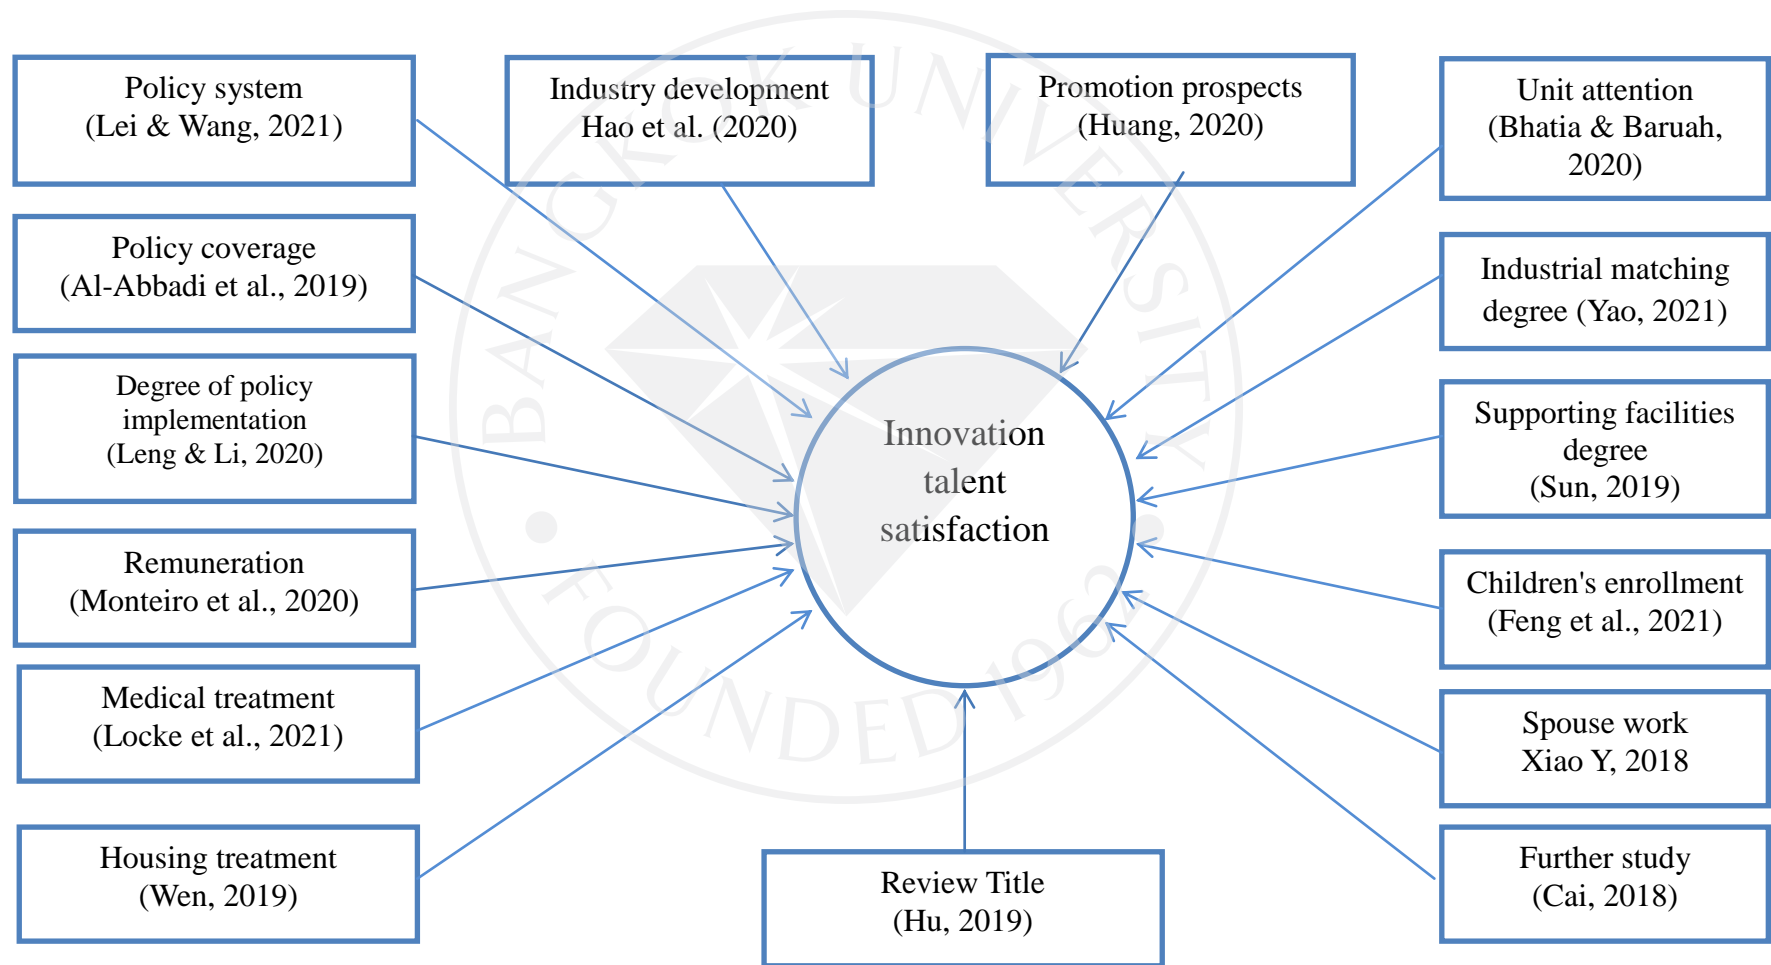 Policy system
(Lei & Wang, 2021)
Industry development
Hao et al. (2020)
Promotion prospects
(Huang, 2020)
Unit attention
(Bhatia & Baruah,
2020)
Policy coverage
(Al-Abbadi et al., 2019)
Industrial matching
degree (Yao, 2021)
Degree of policy
implementation
(Leng & Li, 2020)
Supporting facilities
degree
(Sun, 2019)
Innovation
talent
satisfaction
Remuneration
(Monteiro et al., 2020)
Children's enrollment
(Feng et al., 2021)
Medical treatment
(Locke et al., 2021)
Spouse work
Xiao Y, 2018
Housing treatment
(Wen, 2019)
Review Title
(Hu, 2019)
Further study
(Cai, 2018)
BANGKOK UNIVERSITY
FOUNDED 1962